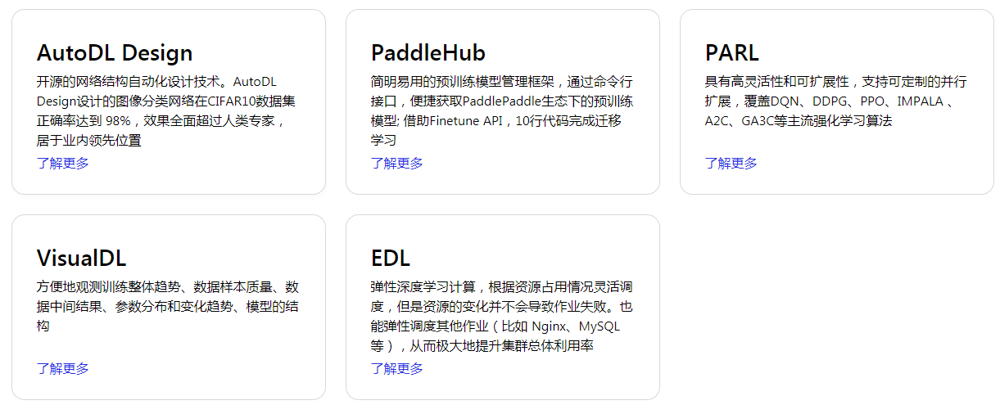 AutoDL Design
开源的网络结构自动化设计技术。AutoDL
Design设计的图像分类网络在CIFAR10数据集
正确率达到 98%，效果全面超过人类专家，
居于业内领先位置
了解更多
PaddleHub
简明易用的预训练模型管理框架，通过命令行
接口，便捷获取PaddlePaddle生态下的预训练
模型; 借助Finetune API，10行代码完成迁移
学习
了解更多
PARL
具有高灵活性和可扩展性，支持可定制的并行
扩展，覆盖DQN、DDPG、PPO、IMPALA 、
A2C、GA3C等主流强化学习算法
了解更多
VisualDL
方便地观测训练整体趋势、数据样本质量、数
据中间结果、参数分布和变化趋势、模型的结
构
了解更多
EDL
弹性深度学习计算，根据资源占用情况灵活调
度，但是资源的变化并不会导致作业失败。也
能弹性调度其他作业（比如 Nginx、MySQL
等），从而极大地提升集群总体利用率
了解更多